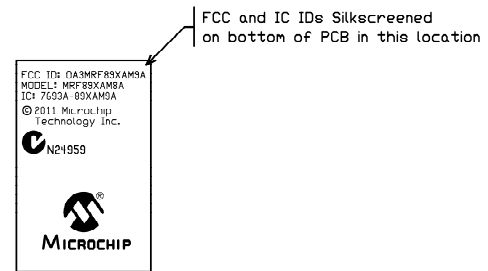 FCC and IC IDs Silkscreened
on bottom of PCB in this location
FCC ID: OA3MRF89XAM9A
MODEL: MRF89XAM8A
IC: 7693A-89XAM9A
© 2011 Microchip
Technology Inc.
N24959
®
MICROCHIP